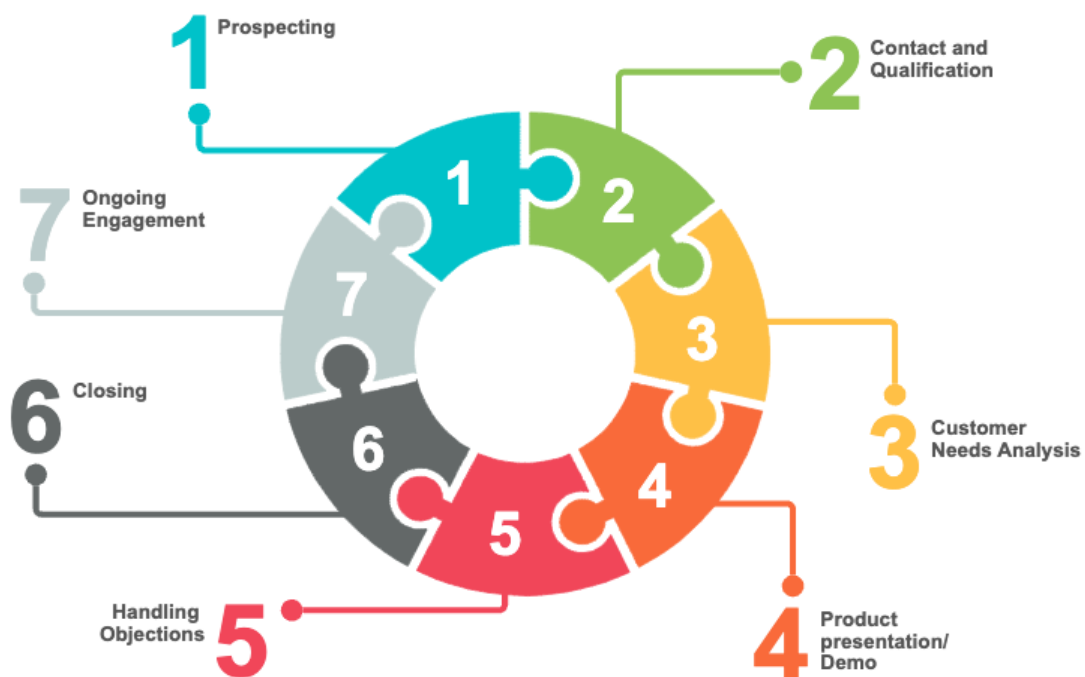 1 Prospecting
2 Contact and
Qualification
3 Customer
Needs Analysis
4 Product
presentation/
Demo
5 Handling
Objections
6 Closing
7 Ongoing
Engagement
1
2
3
4
5
6
7